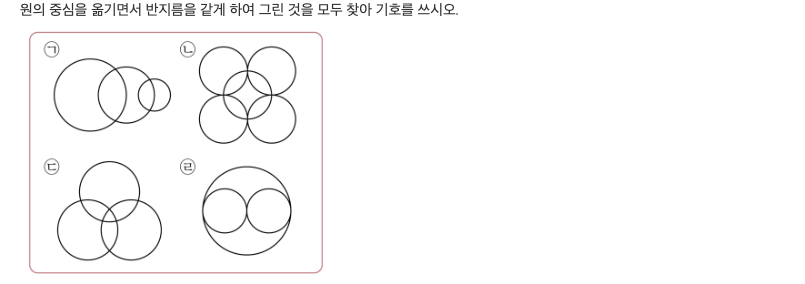 원의 중심을 옮기면서 반지름을 같게 하여 그린 것을 모두 찾아 기호를 쓰시오.
㉠ ㉡
㉢ ㉣